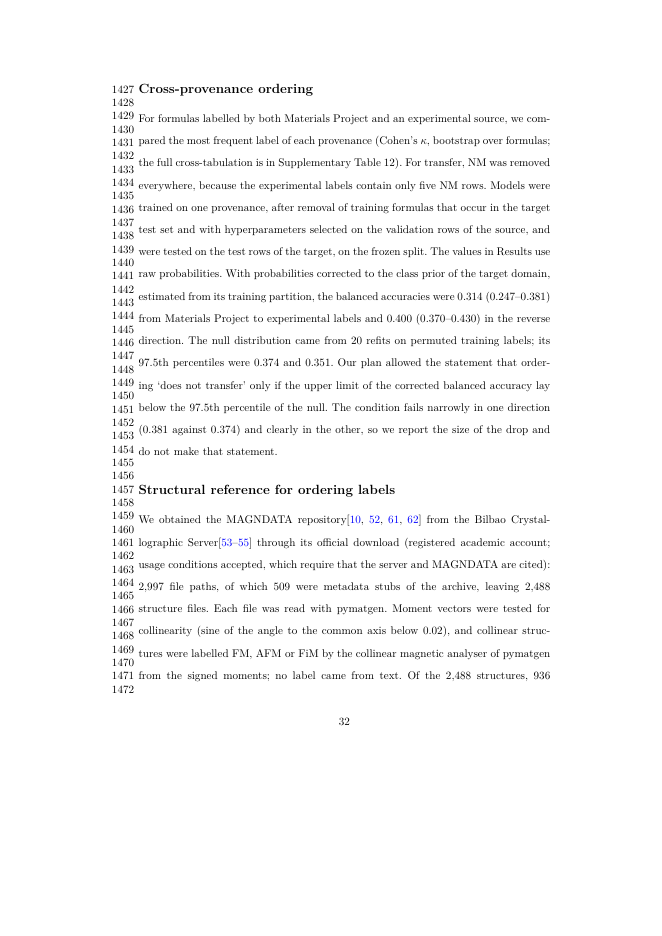 1427 Cross-provenance ordering
1428
1429 For formulas labelled by both Materials Project and an experimental source, we com-
1430
1431 pared the most frequent label of each provenance (Cohen's κ, bootstrap over formulas;
1432
1433 the full cross-tabulation is in Supplementary Table 12). For transfer, NM was removed
1434 everywhere, because the experimental labels contain only five NM rows. Models were
1435
1436 trained on one provenance, after removal of training formulas that occur in the target
1437
1438 test set and with hyperparameters selected on the validation rows of the source, and
1439 were tested on the test rows of the target, on the frozen split. The values in Results use
1440
1441 raw probabilities. With probabilities corrected to the class prior of the target domain,
1442
1443 estimated from its training partition, the balanced accuracies were 0.314 (0.247–0.381)
1444 from Materials Project to experimental labels and 0.400 (0.370–0.430) in the reverse
1445
1446 direction. The null distribution came from 20 refits on permuted training labels; its
1447
1448 97.5th percentiles were 0.374 and 0.351. Our plan allowed the statement that order-
1449 ing 'does not transfer' only if the upper limit of the corrected balanced accuracy lay
1450
1451 below the 97.5th percentile of the null. The condition fails narrowly in one direction
1452
1453 (0.381 against 0.374) and clearly in the other, so we report the size of the drop and
1454 do not make that statement.
1455
1456
1457 Structural reference for ordering labels
1458
1459 We obtained the MAGNDATA repository[10, 52, 61, 62] from the Bilbao Crystal-
1460
1461 lographic Server[53–55] through its official download (registered academic account;
1462
1463 usage conditions accepted, which require that the server and MAGNDATA are cited):
1464 2,997 file paths, of which 509 were metadata stubs of the archive, leaving 2,488
1465
1466 structure files. Each file was read with pymatgen. Moment vectors were tested for
1467
1468 collinearity (sine of the angle to the common axis below 0.02), and collinear struc-
1469 tures were labelled FM, AFM or FiM by the collinear magnetic analyser of pymatgen
1470
1471 from the signed moments; no label came from text. Of the 2,488 structures, 936
1472
32